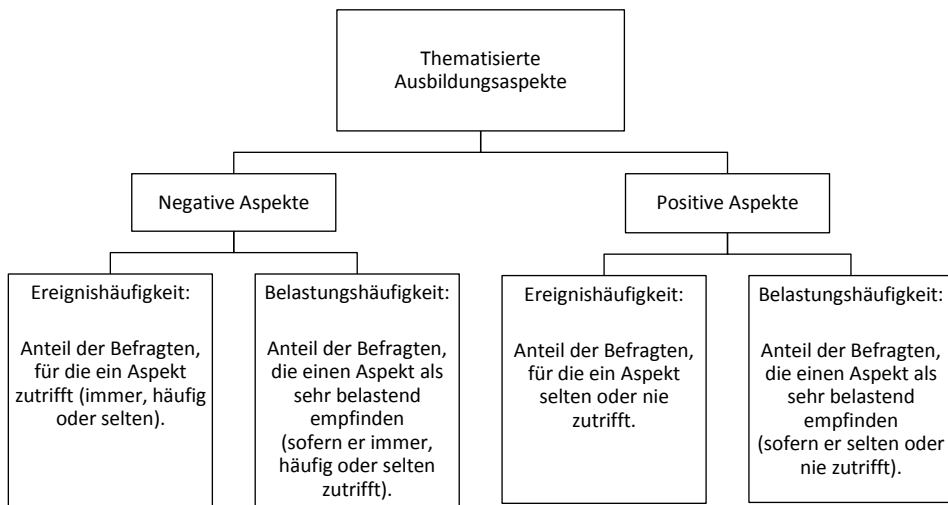 Thematisierte
Ausbildungsaspekte
Negative Aspekte
Positive Aspekte
Ereignishäufigkeit:
Anteil der Befragten,
für die ein Aspekt
zutrifft (immer, häufig
oder selten).
Belastungshäufigkeit:
Anteil der Befragten,
die einen Aspekt als
sehr belastend
empfinden
(sofern er immer,
häufig oder selten
zutrifft).
Ereignishäufigkeit:
Anteil der Befragten,
für die ein Aspekt
selten oder nie
zutrifft.
Belastungshäufigkeit:
Anteil der Befragten,
die einen Aspekt als
sehr belastend
empfinden
(sofern er selten oder
nie zutrifft).